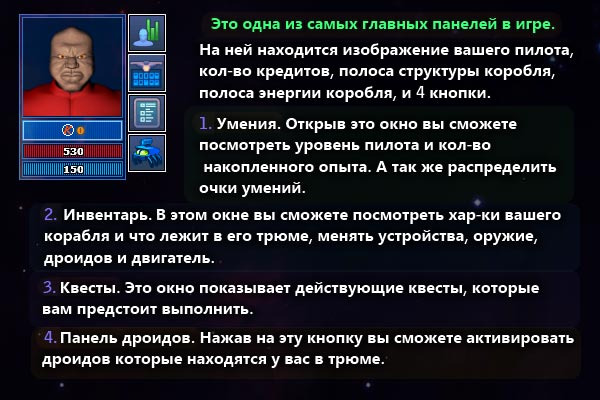 Это одна из самых главных панелей в игре.
На ней находится изображение вашего пилота,
кол-во кредитов, полоса структуры коробля,
полоса энергии коробля, и 4 кнопки.
1. Умения. Открыв это окно вы сможете
посмотреть уровень пилота и кол-во
накопленного опыта. А так же распределить
очки умений.
0
530
150
2. Инвентарь. В этом окне вы сможете посмотреть хар-ки вашего
корабля и что лежит в его трюме, менять устройства, оружие,
дроидов и двигатель.
3. Квесты. Это окно показывает действующие квесты, которые
вам предстоит выполнить.
4. Панель дроидов. Нажав на эту кнопку вы сможете активировать
дроидов которые находятся у вас в трюме.